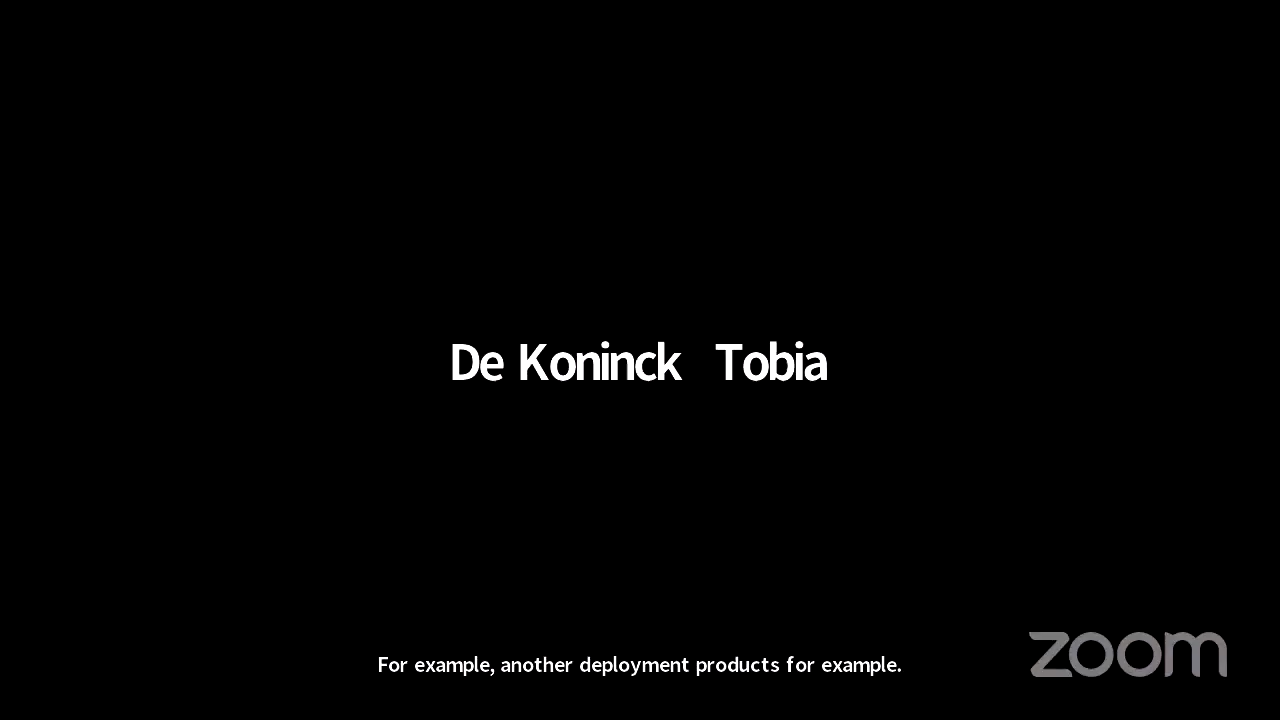 De Koninck Tobia
For example, another deployment products for example.
zoom